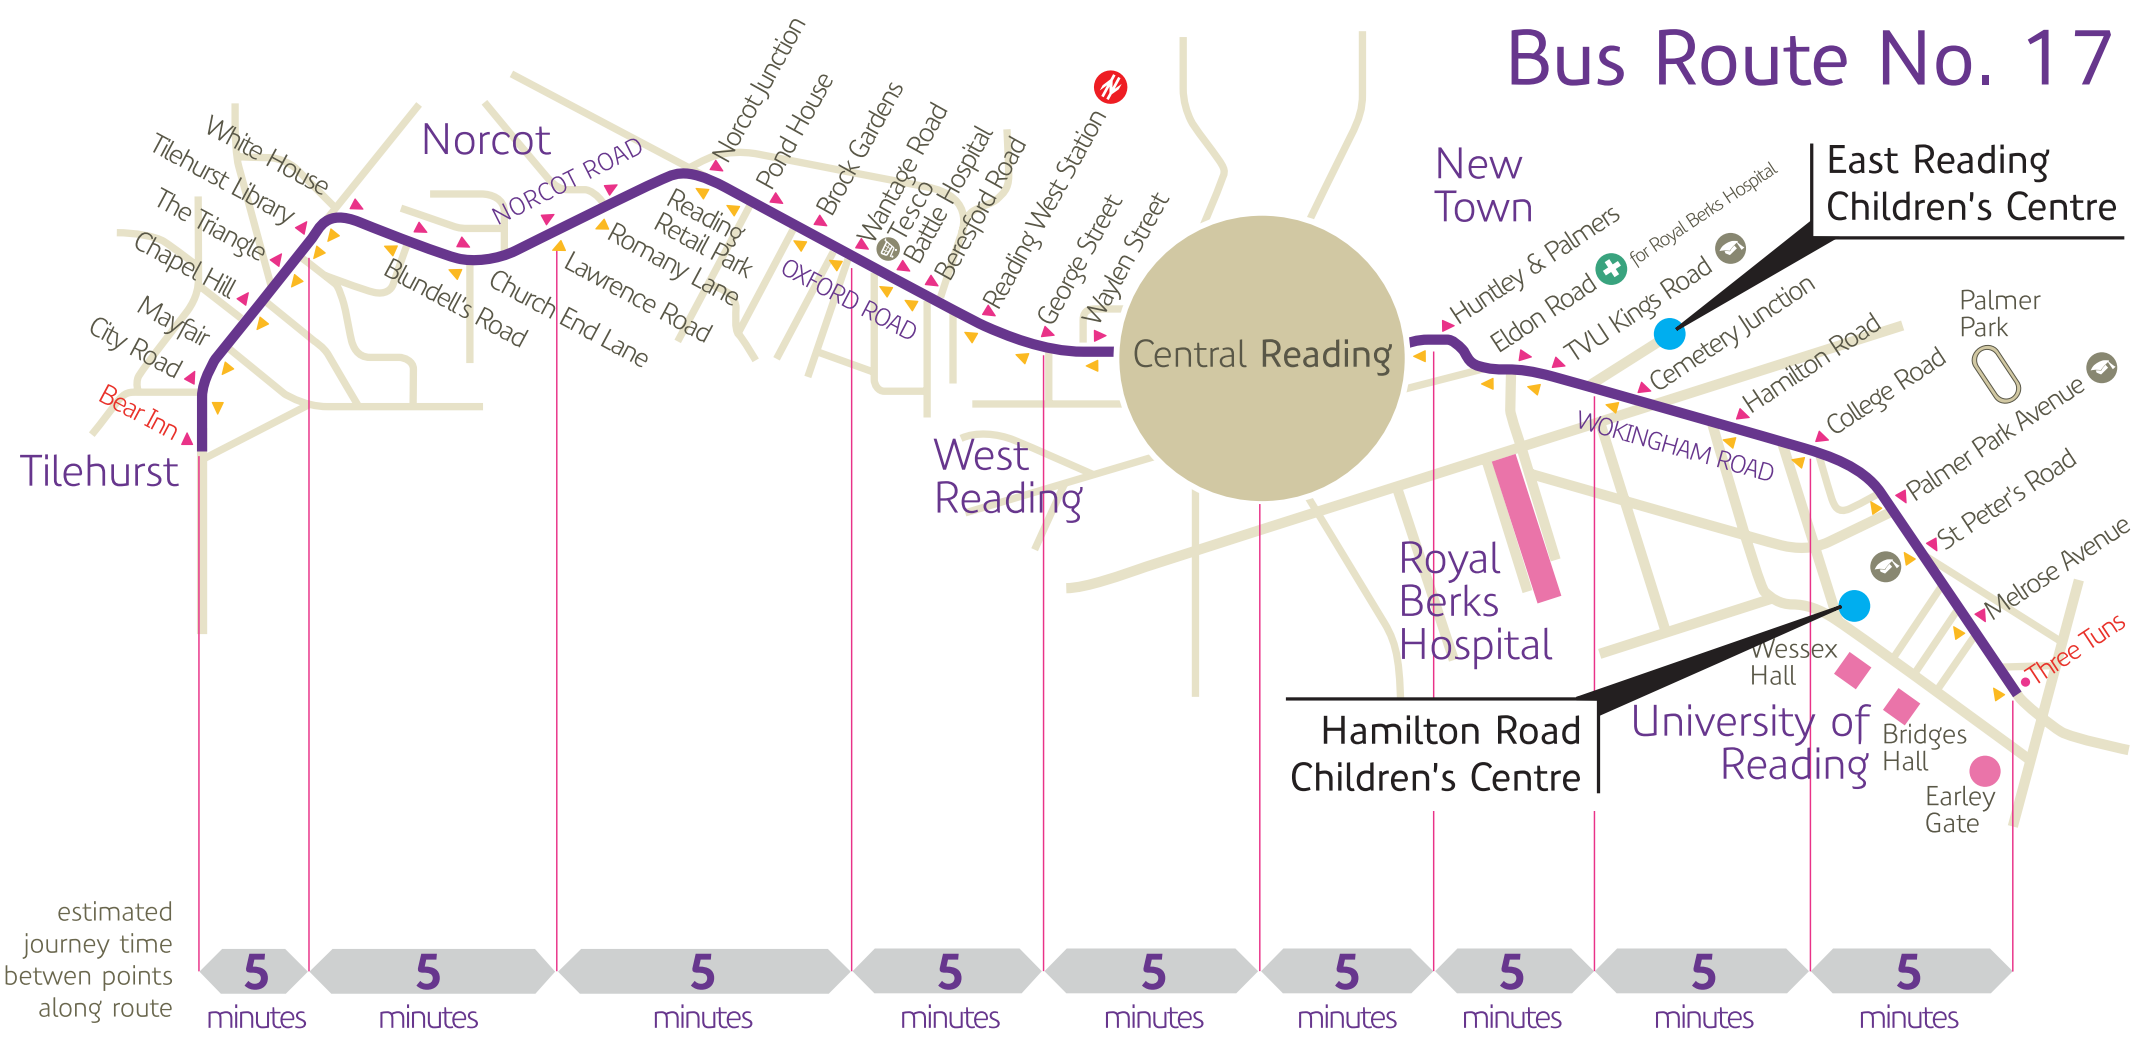 Bus Route No. 17
White House
Tilehurst Library
The Triangle
Chapel Hill
Mayfair
City Road
Bear Inn
Tilehurst
Norcot
NORCOT ROAD
Blundell's Road
Church End Lane
Lawrence Road
Romany Lane
Reading
Retail Park
Norcot Junction
Pond House
Brock Gardens
Wantage Road
Tesco
Battle Hospital
Beresford Road
Reading West Station
George Street
Waylen Street
OXFORD ROAD
West
Reading
Central Reading
New
Town
Huntley & Palmers
Eldon Road
for Royal Berks Hospital
TVU Kings Road
East Reading
Children's Centre
Cemetery Junction
Hamilton Road
College Road
Palmer
Park
Palmer Park Avenue
St Peter's Road
Melrose Avenue
Three Tuns
WOKINGHAM ROAD
Royal
Berks
Hospital
Wessex
Hall
Hamilton Road
Children's Centre
University of
Reading
Bridges
Hall
Earley
Gate
estimated
journey time
betwen points
along route
5
minutes
5
minutes
5
minutes
5
minutes
5
minutes
5
minutes
5
minutes
5
minutes
5
minutes